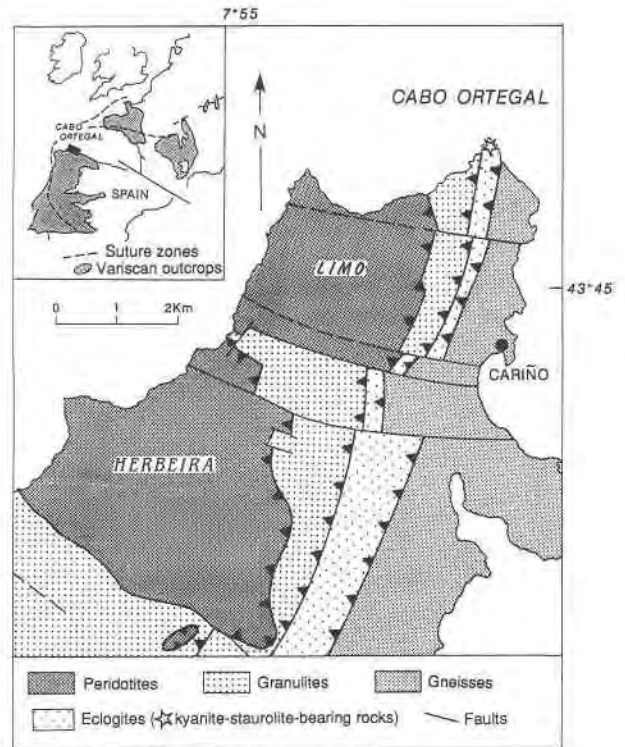 7°55
CABO ORTEGAL
CABO
ORTEGAL
SPAIN
Suture zones
Variscan outcrops
N
0 1 2Km
LIMO
43°45
CARIÑO
HERBEIRA
Peridotites
Granulites
Gneisses
Eclogites (☆kyanite-staurolite-bearing rocks)
Faults